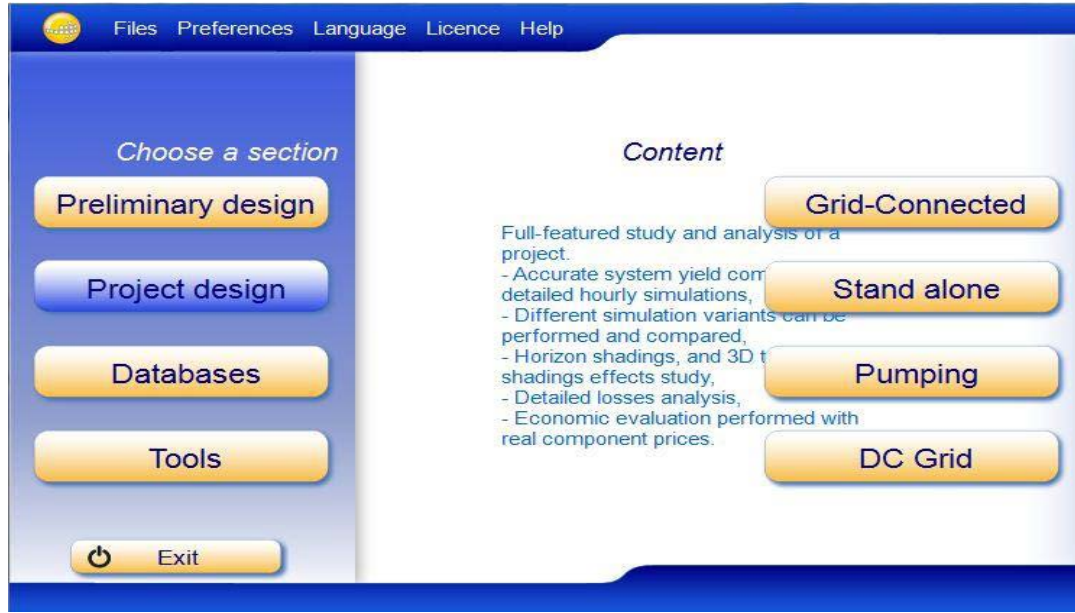 Files Preferences Language Licence Help
Choose a section
Preliminary design
Project design
Databases
Tools
Exit
Content
Full-featured study and analysis of a
project.
- Accurate system yield com
detailed hourly simulations,
- Different simulation variants can be
performed and compared,
- Horizon shadings, and 3D
shadings effects study,
- Detailed losses analysis,
- Economic evaluation performed with
real component prices.
Grid-Connected
Stand alone
Pumping
DC Grid